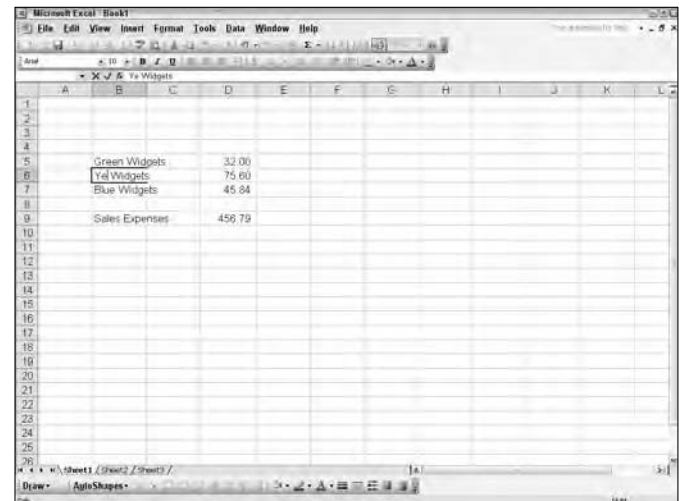 Microsoft Excel - Book1
File Edit View Insert Format Tools Data Window Help
Arial 10 B I U
Ye Widgets
A B C D E F G H I J K L
1
2
3
4
5 Green Widgets 32.00
6 Ye Widgets 75.60
7 Blue Widgets 45.84
8
9 Sales Expenses 456.79
10
11
12
13
14
15
16
17
18
19
20
21
22
23
24
25
26
Sheet1 / Sheet2 / Sheet3 /
Draw AutoShapes